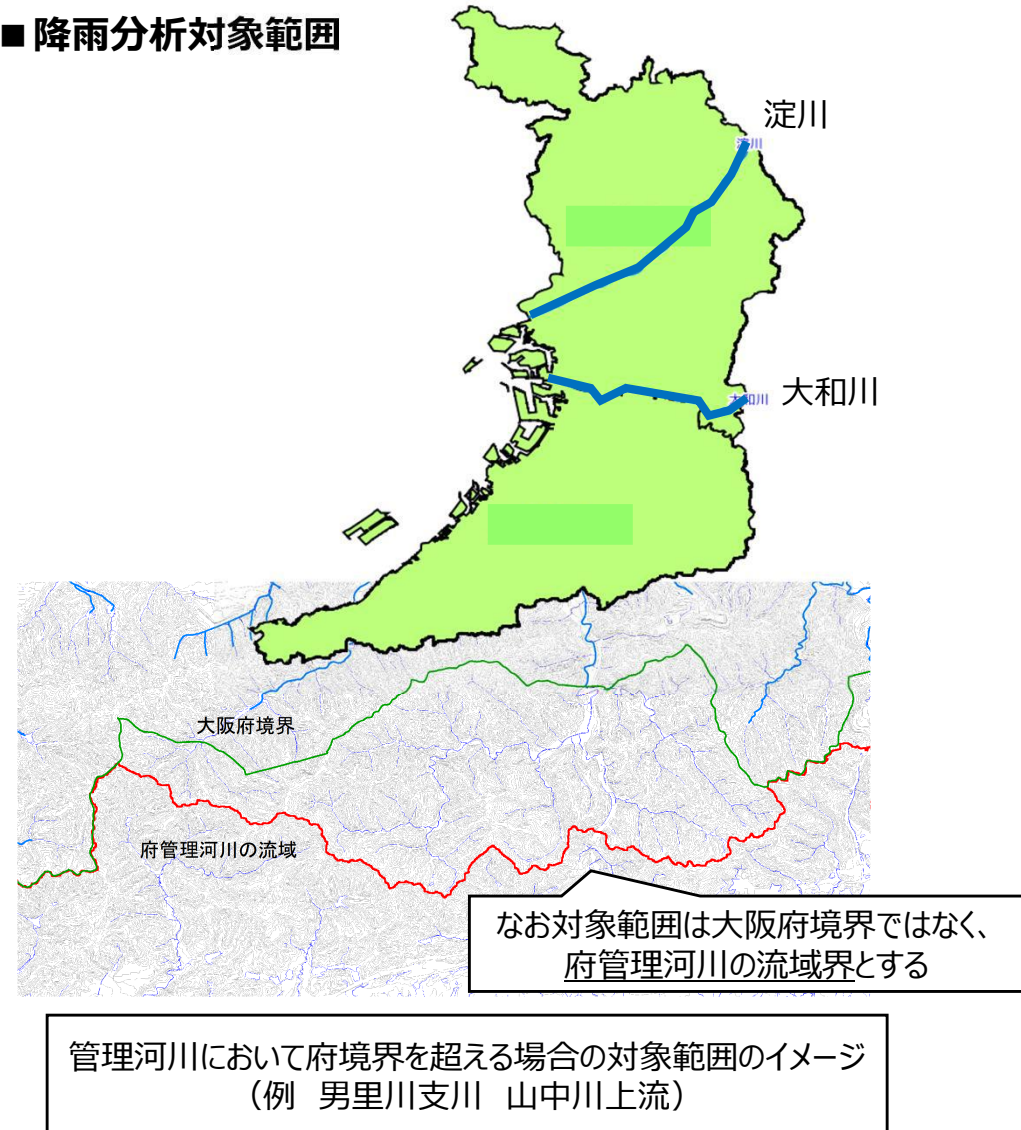 ■ 降雨分析対象範囲
淀川
淀川
大和川
大和川
大阪府境界
府管理河川の流域
なお対象範囲は大阪府境界ではなく、
府管理河川の流域界とする
管理河川において府境界を超える場合の対象範囲のイメージ
（例　男里川支川　山中川上流）